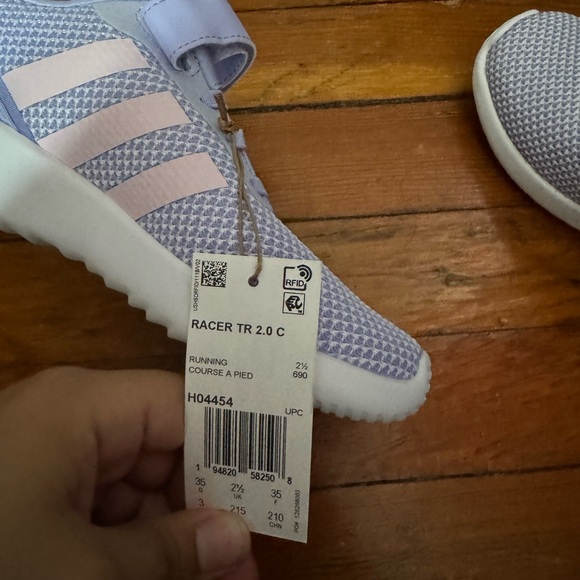 RFID
RACER TR 2.0 C
RUNNING 2½
COURSE A PIED 690
H04454
UPC
1 94820 58250 8
35 2½ 35
D UK F
3 215 210
CHN